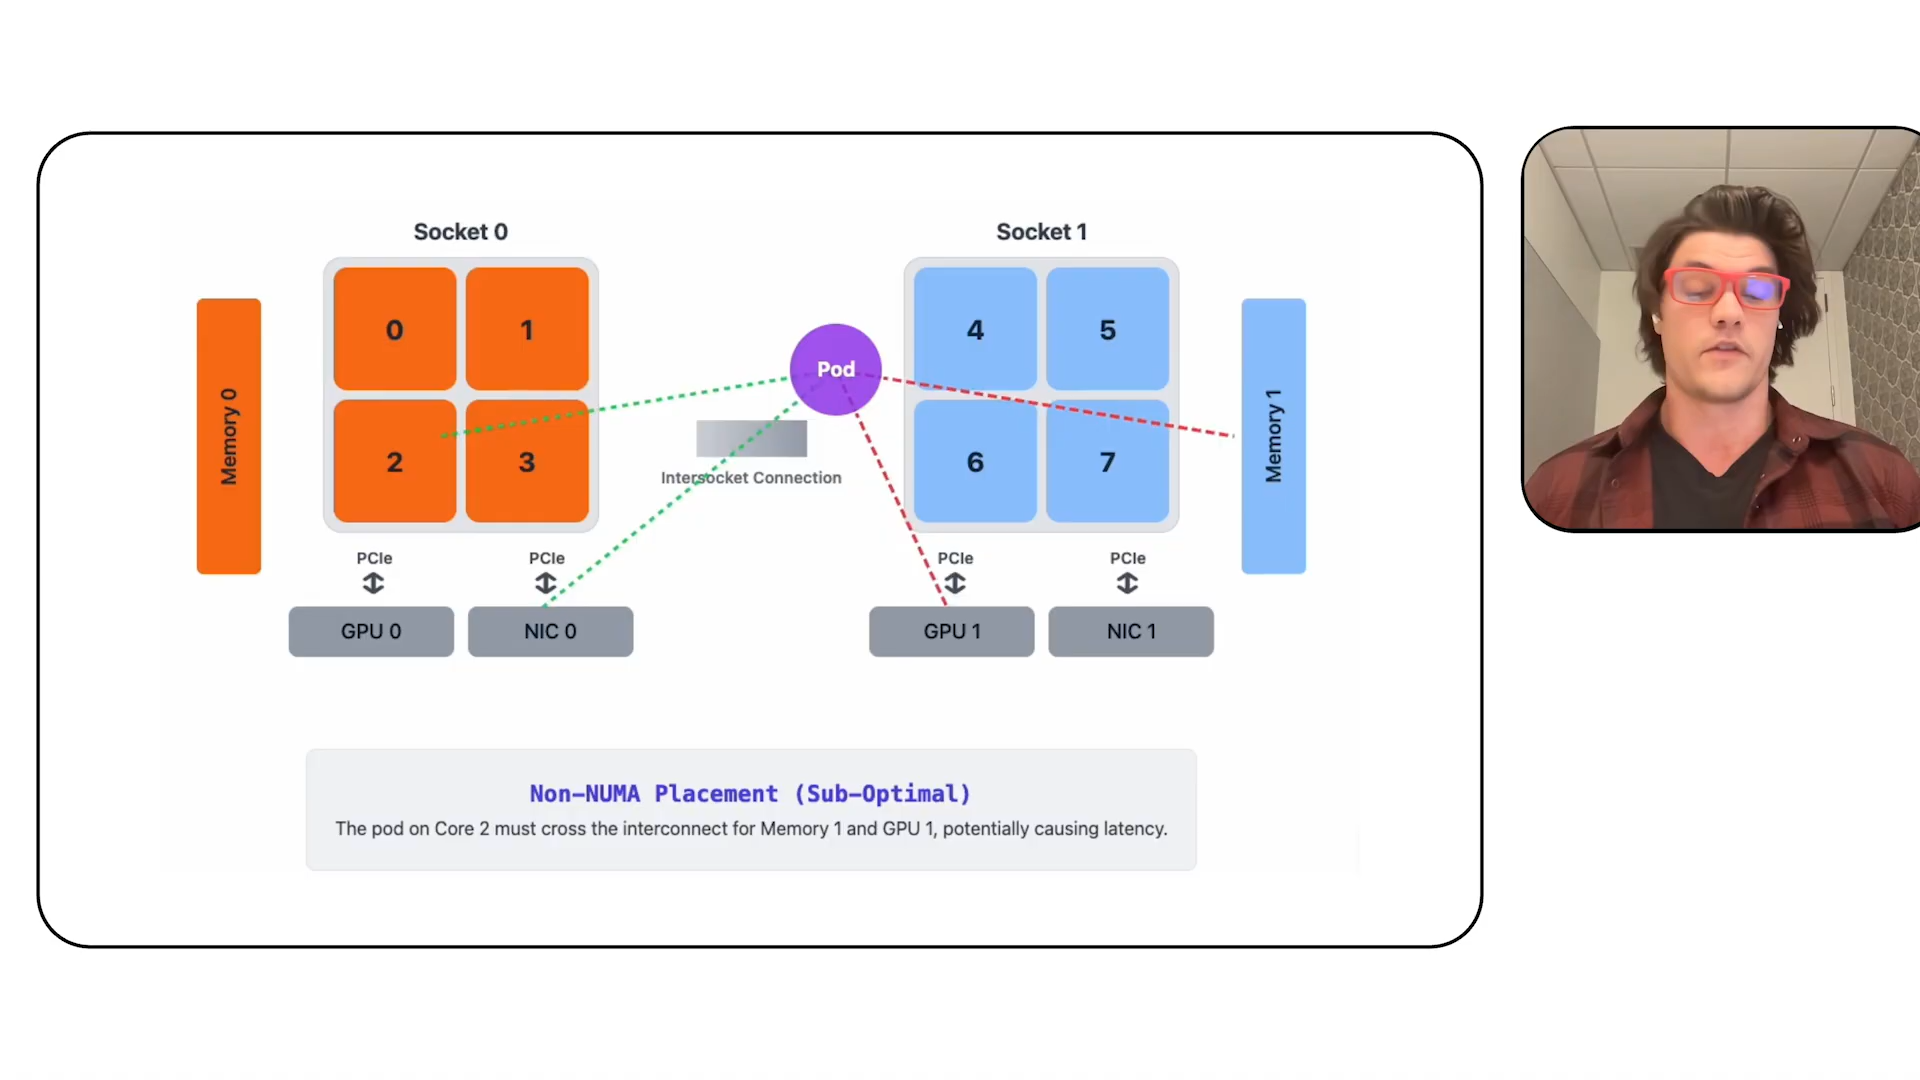 Socket 0
Socket 1
Memory 0
0
1
2
3
Pod
Intersocket Connection
4
5
6
7
Memory 1
PCIe
PCIe
PCIe
PCIe
GPU 0
NIC 0
GPU 1
NIC 1
Non-NUMA Placement (Sub-Optimal)
The pod on Core 2 must cross the interconnect for Memory 1 and GPU 1, potentially causing latency.